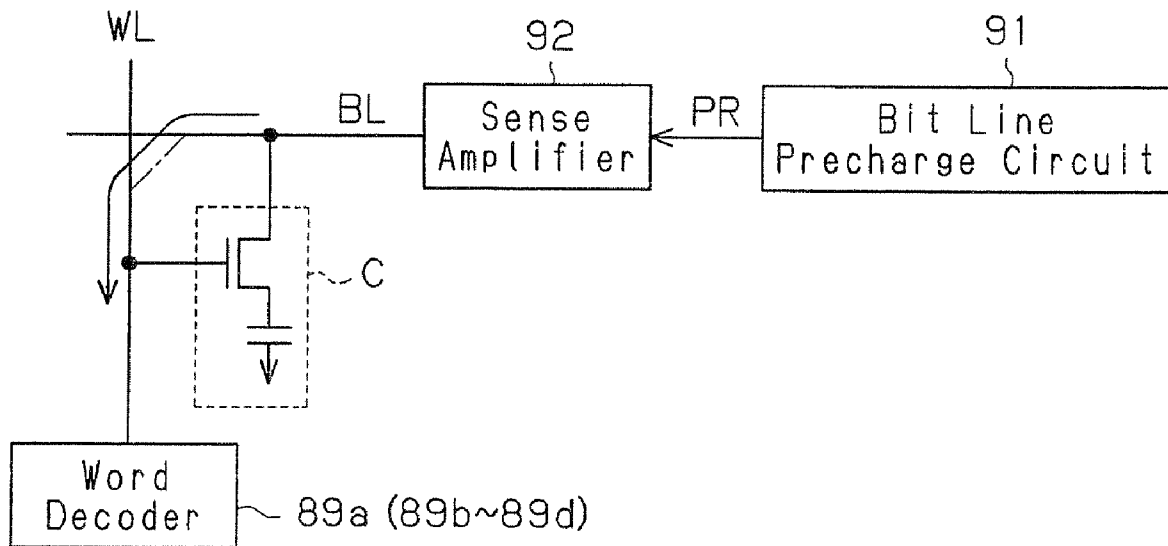 WL
92
91
BL
Sense
Amplifier
PR
Bit Line
Precharge Circuit
C
Word
Decoder
89a (89b~89d)